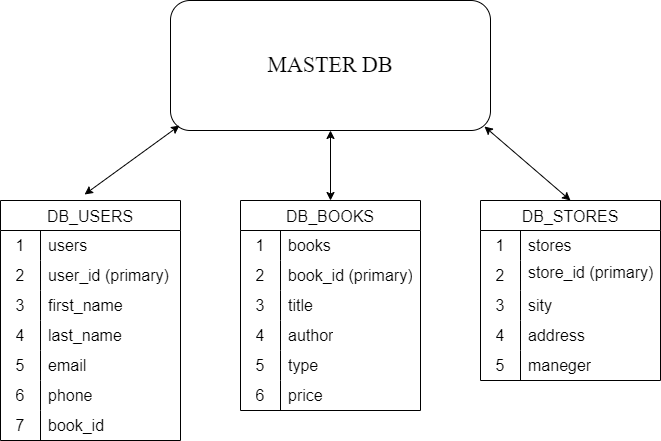 MASTER DB
DB_USERS
1 users
2 user_id (primary)
3 first_name
4 last_name
5 email
6 phone
7 book_id
DB_BOOKS
1 books
2 book_id (primary)
3 title
4 author
5 type
6 price
DB_STORES
1 stores
2 store_id (primary)
3 sity
4 address
5 maneger